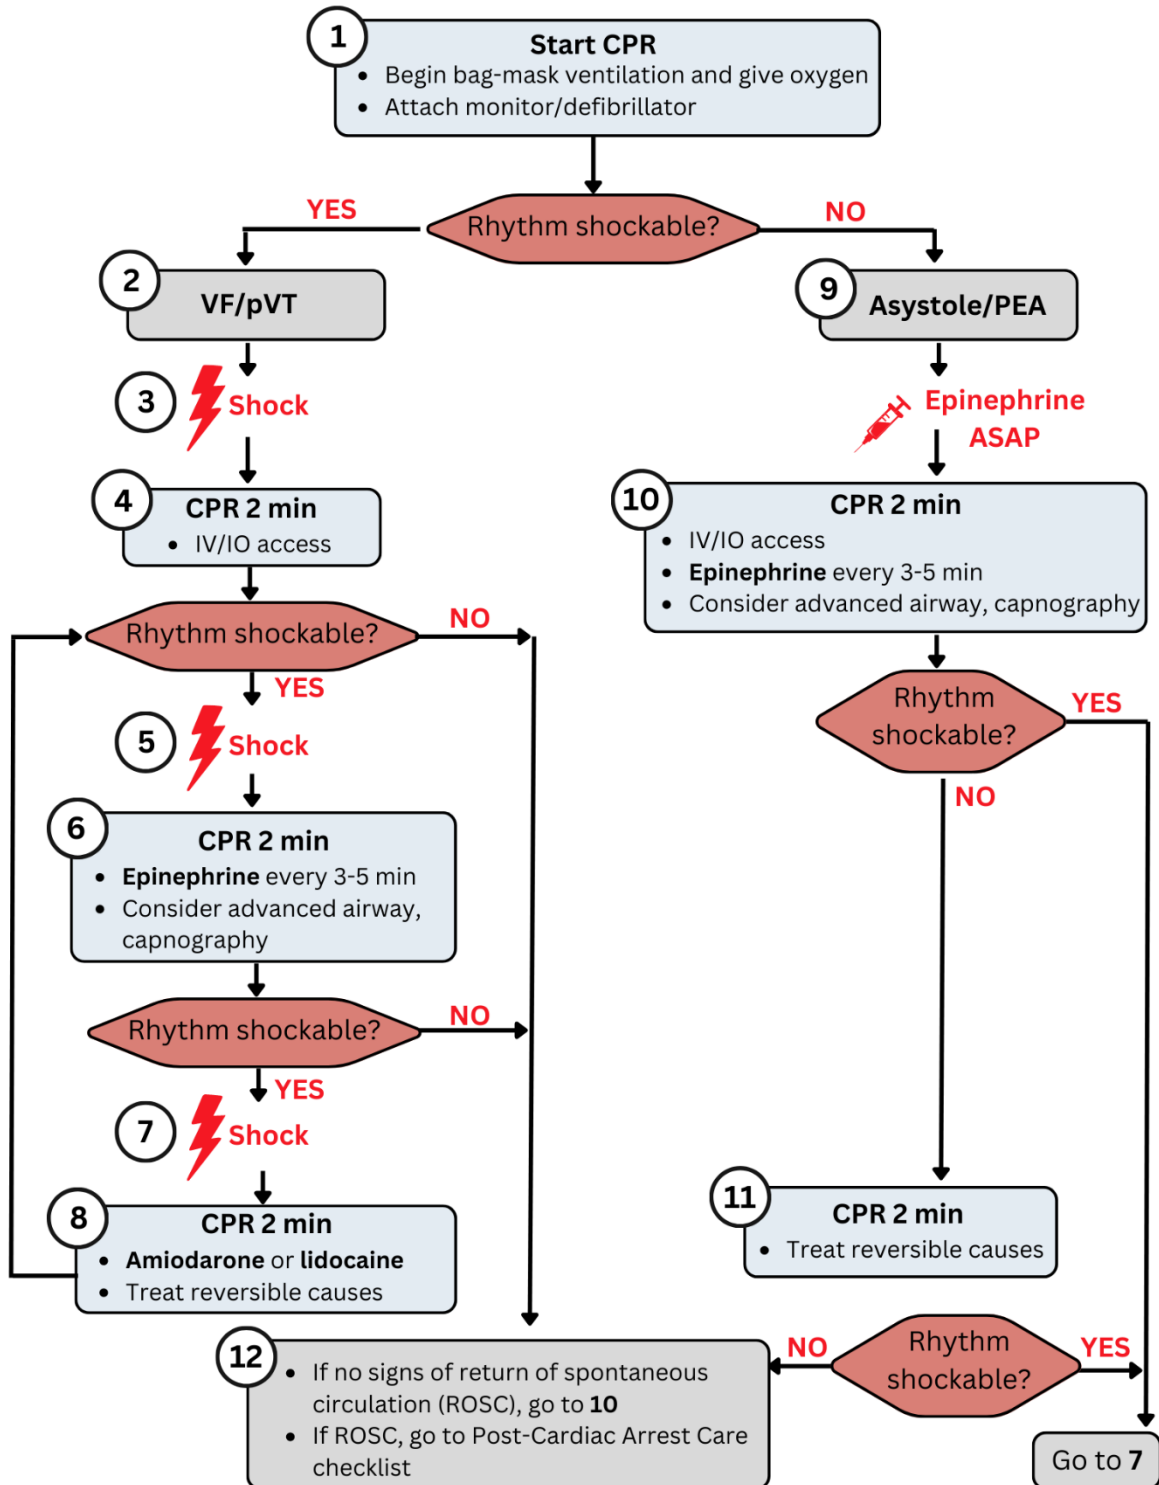 1
Start CPR
• Begin bag-mask ventilation and give oxygen
• Attach monitor/defibrillator
Rhythm shockable?
YES
NO
2
VF/pVT
3
Shock
4
CPR 2 min
• IV/IO access
Rhythm shockable?
NO
YES
5
Shock
6
CPR 2 min
• Epinephrine every 3-5 min
• Consider advanced airway,
capnography
Rhythm shockable?
NO
YES
7
Shock
8
CPR 2 min
• Amiodarone or lidocaine
• Treat reversible causes
9
Asystole/PEA
Epinephrine
ASAP
10
CPR 2 min
• IV/IO access
• Epinephrine every 3-5 min
• Consider advanced airway, capnography
Rhythm
shockable?
YES
NO
11
CPR 2 min
• Treat reversible causes
Rhythm
shockable?
NO
YES
12
• If no signs of return of spontaneous
circulation (ROSC), go to 10
• If ROSC, go to Post-Cardiac Arrest Care
checklist
Go to 7